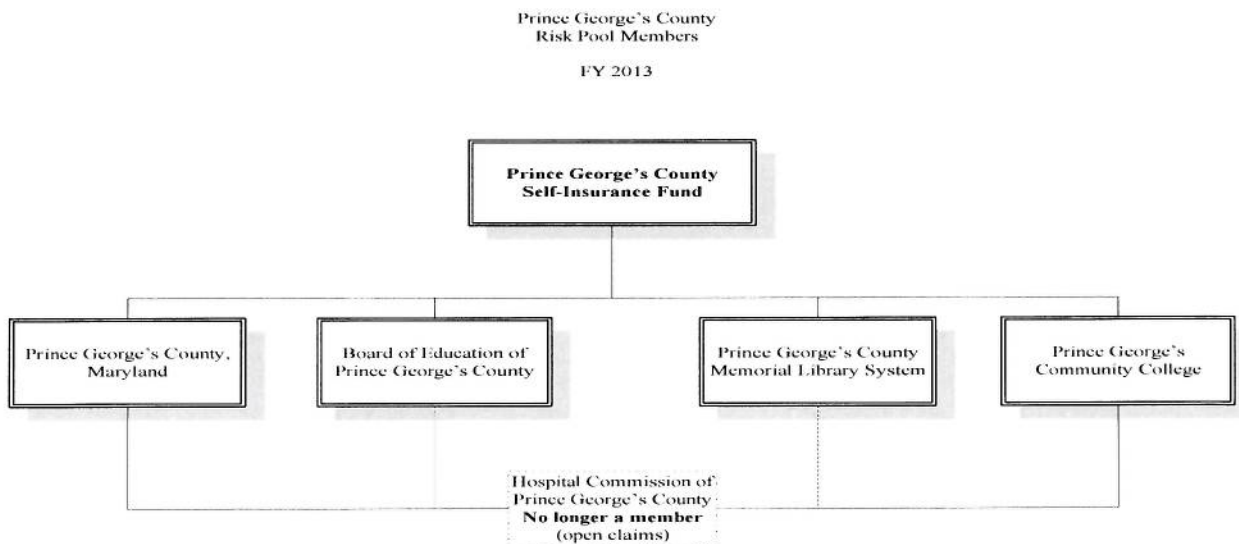 Prince George's County
Risk Pool Members
FY 2013
Prince George's County
Self-Insurance Fund
Prince George's County,
Maryland
Board of Education of
Prince George's County
Prince George's County
Memorial Library System
Prince George's
Community College
Hospital Commission of
Prince George's County
No longer a member
(open claims)